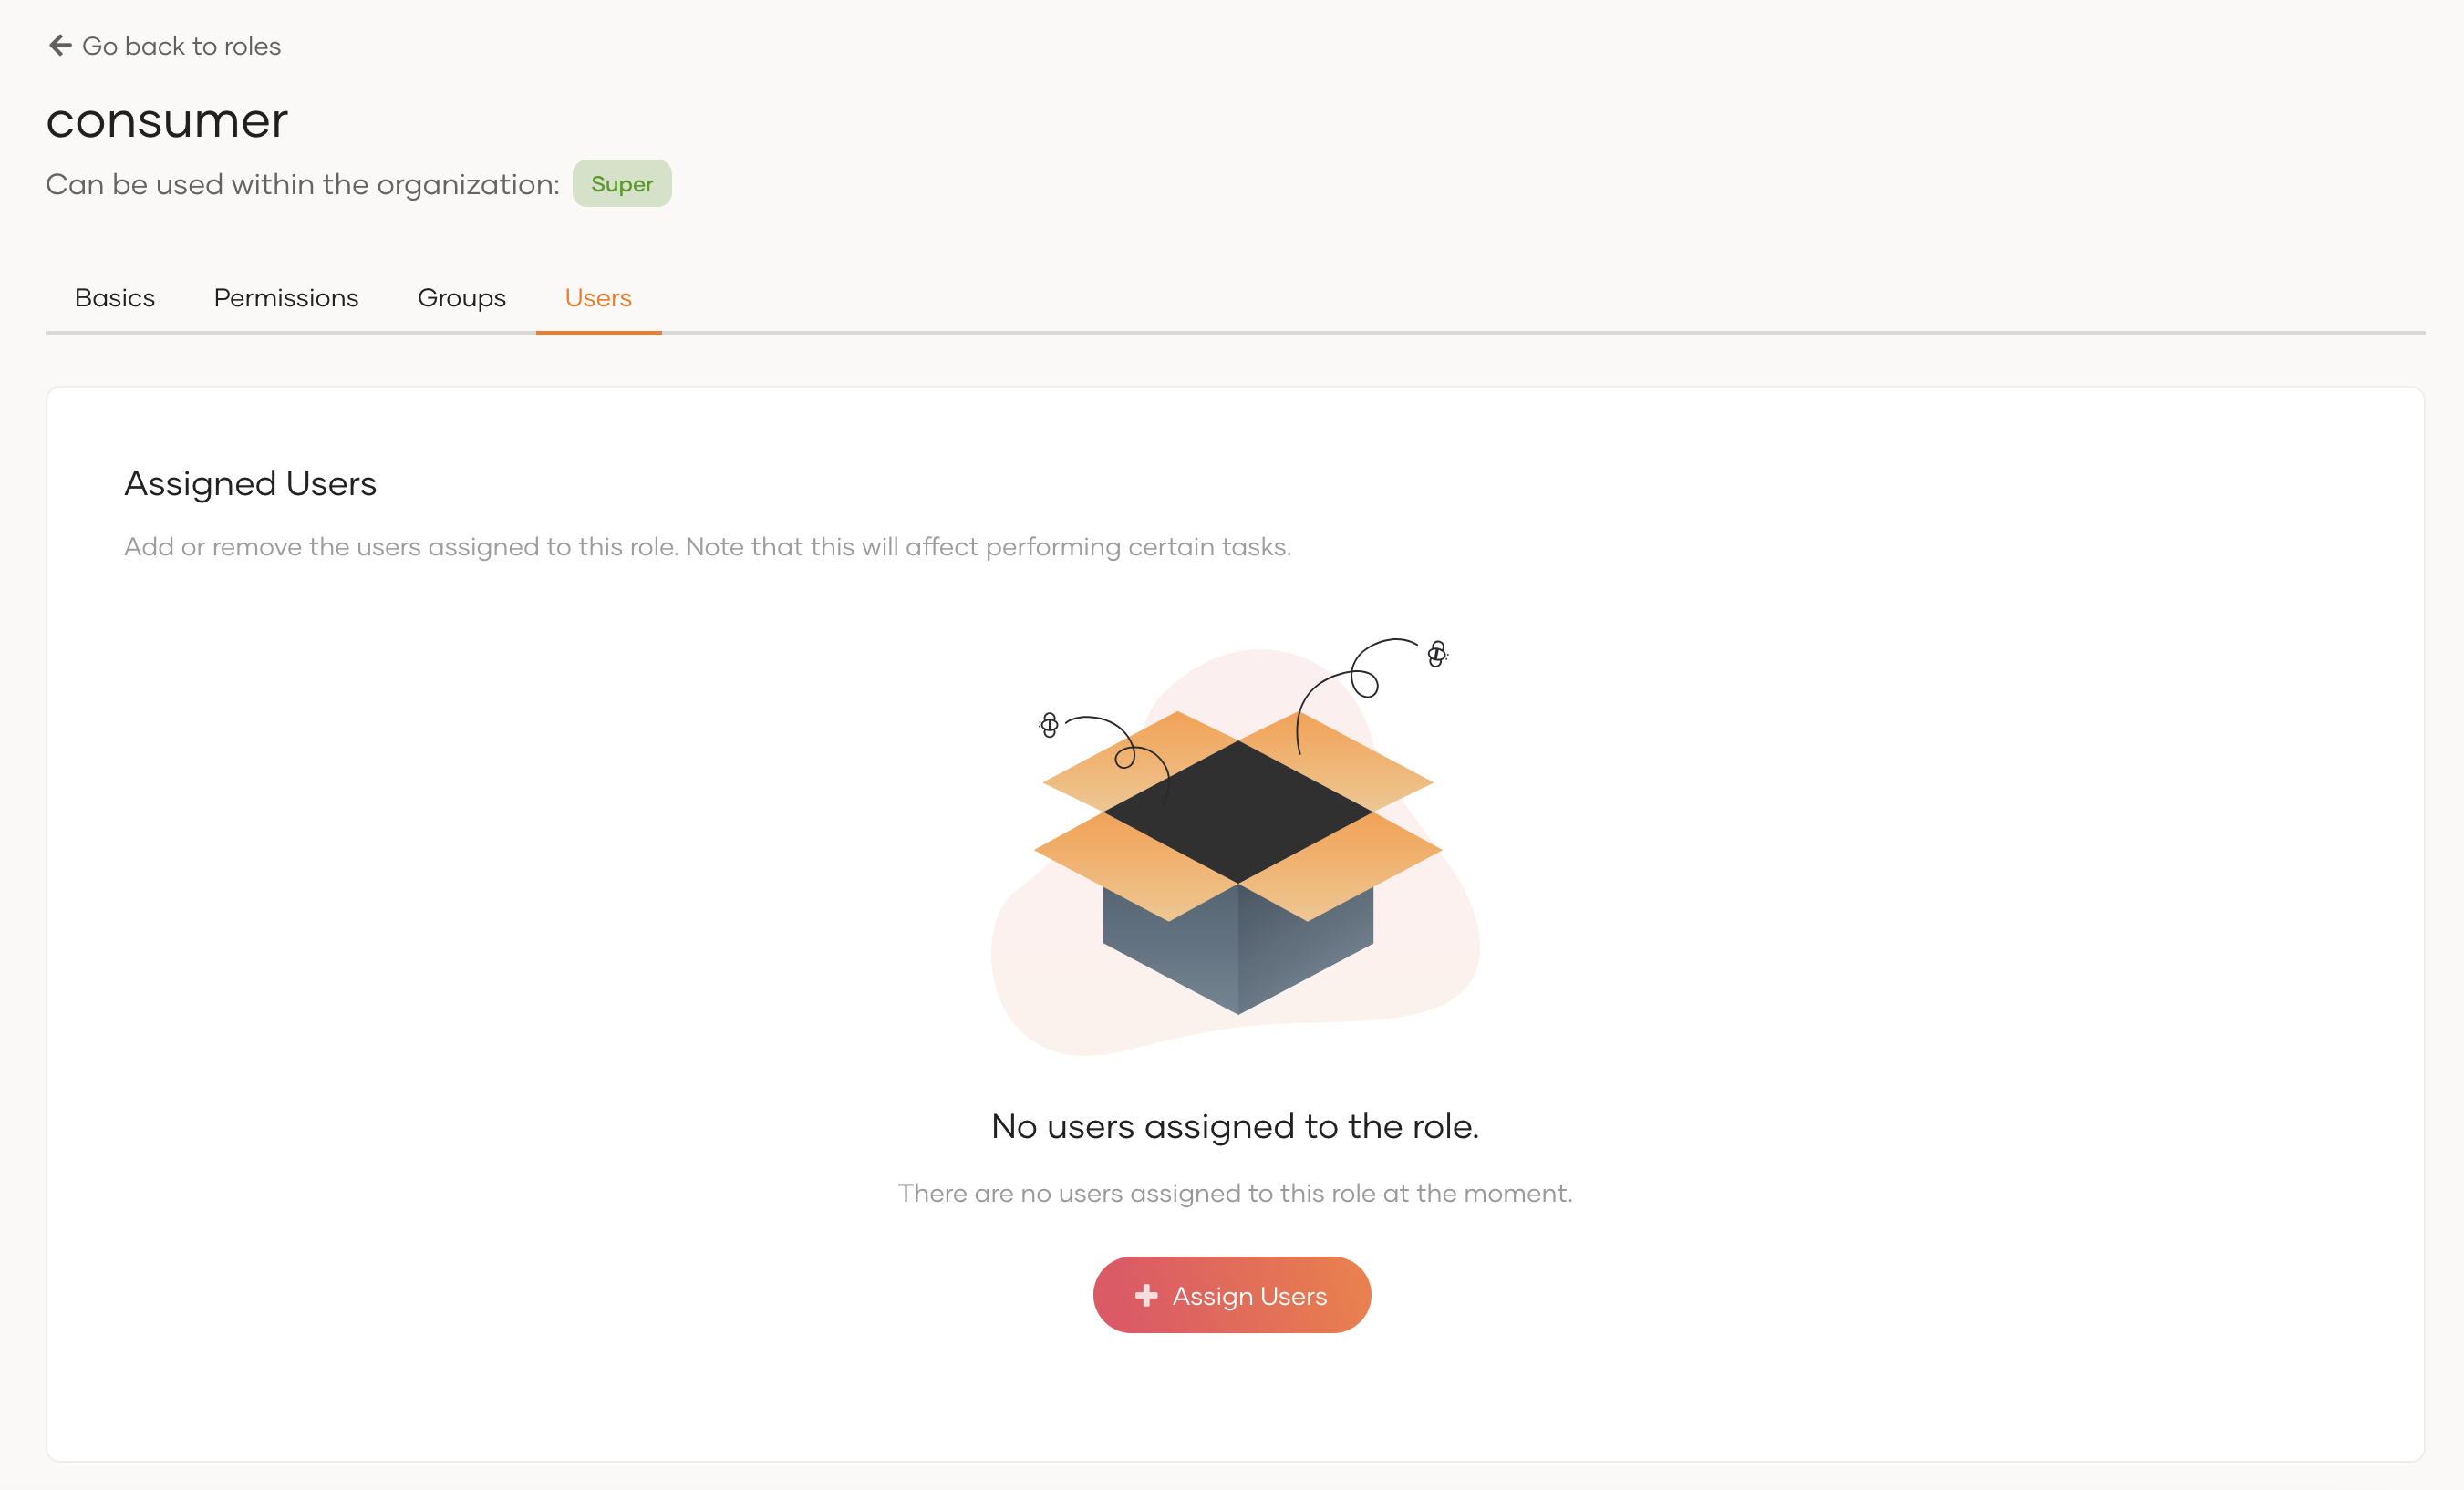 Go back to roles
consumer
Can be used within the organization: Super
Basics Permissions Groups Users
Assigned Users
Add or remove the users assigned to this role. Note that this will affect performing certain tasks.
No users assigned to the role.
There are no users assigned to this role at the moment.
Assign Users